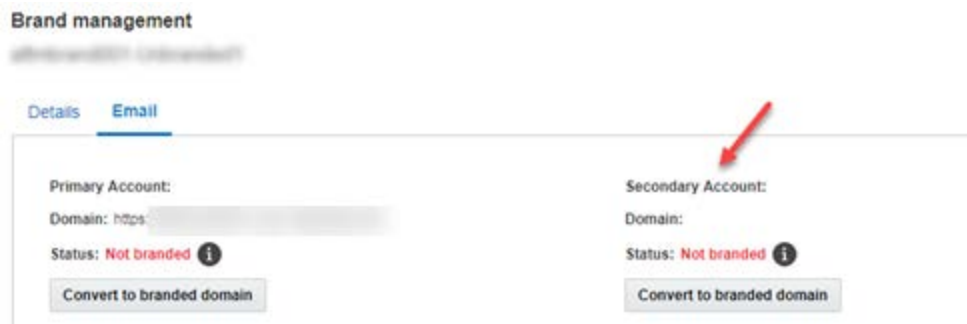 Brand management
Details Email
Primary Account:
Domain: https:
Status: Not branded
Convert to branded domain
Secondary Account:
Domain:
Status: Not branded
Convert to branded domain